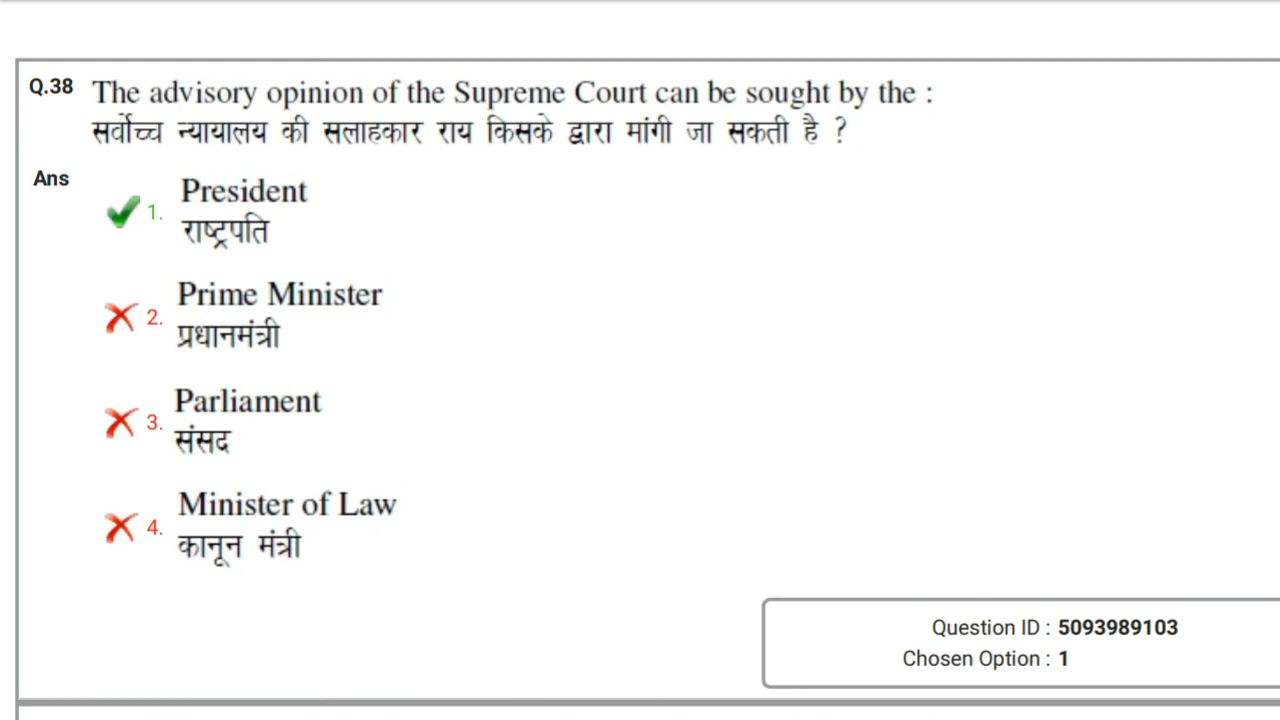 Q.38 The advisory opinion of the Supreme Court can be sought by the :
सर्वोच्च न्यायालय की सलाहकार राय किसके द्वारा मांगी जा सकती है ?
Ans
1. President
राष्ट्रपति
2. Prime Minister
प्रधानमंत्री
3. Parliament
संसद
4. Minister of Law
कानून मंत्री
Question ID : 5093989103
Chosen Option : 1